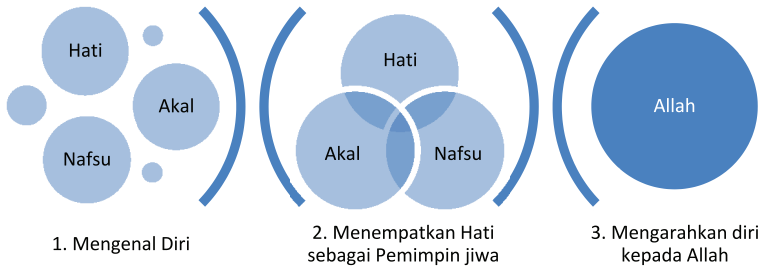 Hati
Akal
Nafsu
1. Mengenal Diri
Hati
Akal
Nafsu
2. Menempatkan Hati
sebagai Pemimpin jiwa
Allah
3. Mengarahkan diri
kepada Allah